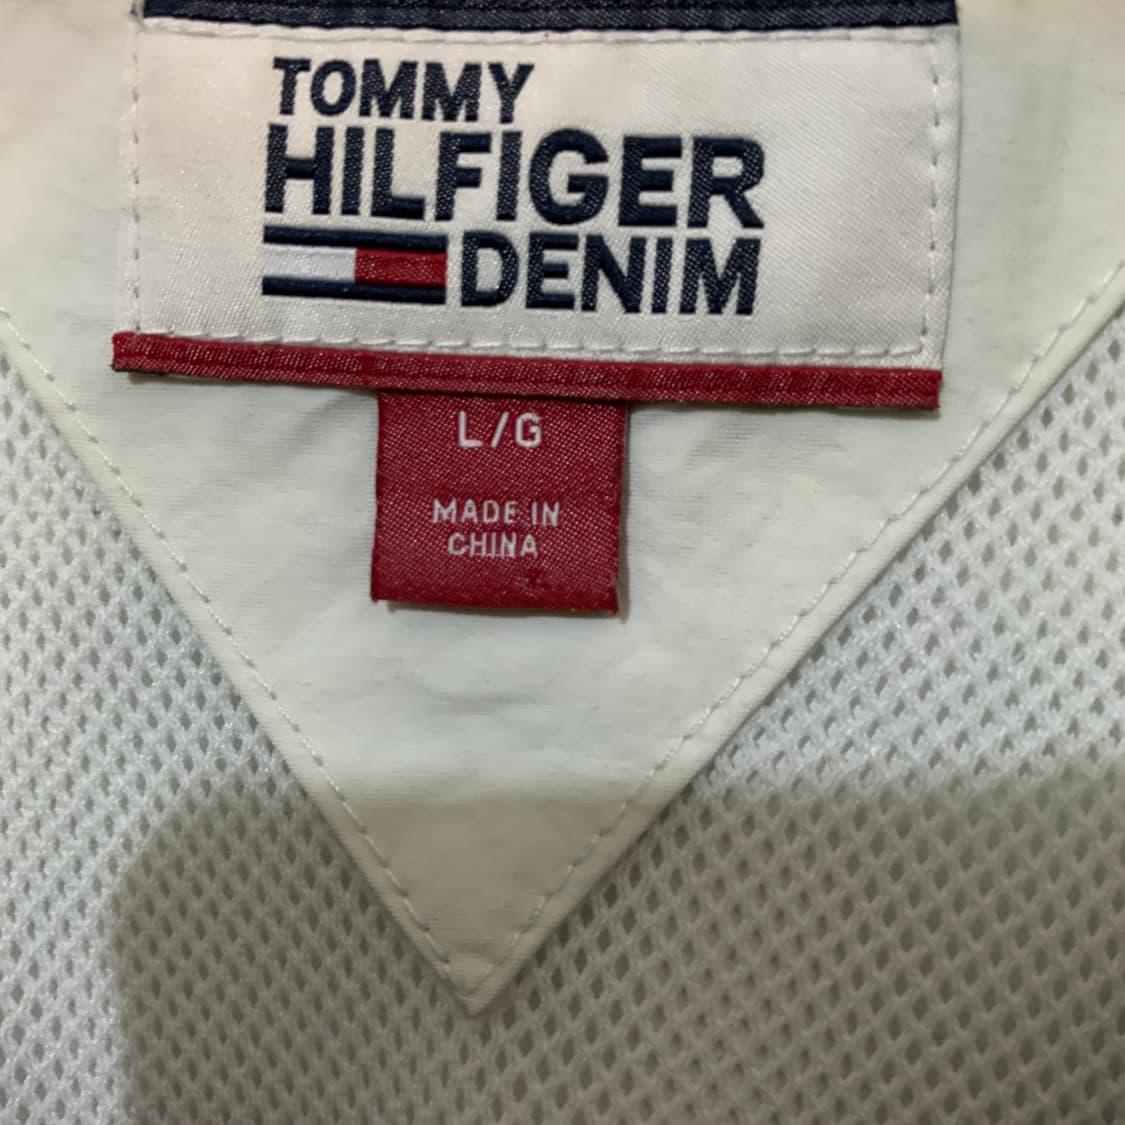 TOMMY
HILFIGER
DENIM
L/G
MADE IN
CHINA